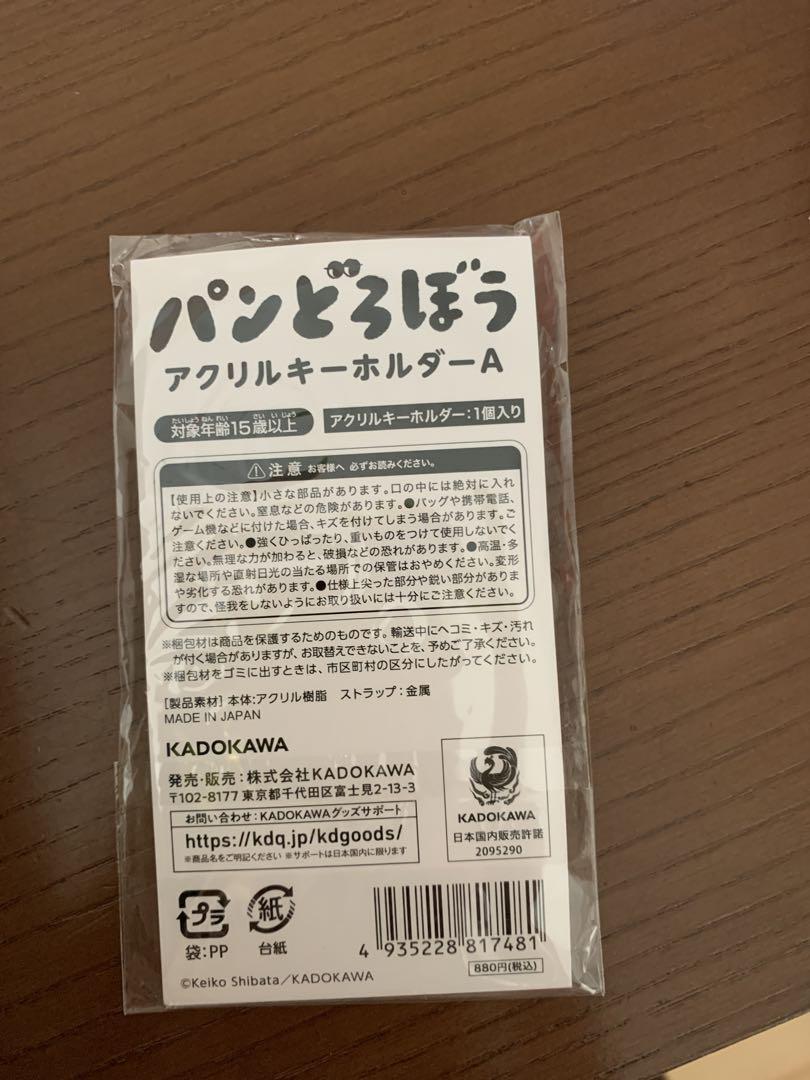 パンどろぼう
アクリルキーホルダーA
たいしょう ねん れい さい い じょう
対象年齢15歳以上
アクリルキーホルダー：1個入り
⚠注意 お客様へ 必ずお読みください。
【使用上の注意】小さな部品があります。口の中には絶対に入れ
ないでください。窒息などの危険があります。●バッグや携帯電話、
ゲーム機などに付けた場合、キズを付けてしまう場合があります。ご
注意ください。●強くひっぱったり、重いものをつけて使用しないでく
ださい。無理な力が加わると、破損などの恐れがあります。●高温・多
湿な場所や直射日光の当たる場所での保管はおやめください。変形
や劣化する恐れがあります。●仕様上尖った部分や鋭い部分がありま
すので、怪我をしないようにお取り扱いには十分にご注意ください。
※梱包材は商品を保護するためのものです。輸送中にヘコミ・キズ・汚れ
が付く場合がありますが、お取替えできないことを、予めご了承ください。
※梱包材をゴミに出すときは、市区町村の区分にしたがってください。
［製品素材］本体：アクリル樹脂　ストラップ：金属
MADE IN JAPAN
KADOKAWA
発売・販売：株式会社KADOKAWA
〒102-8177 東京都千代田区富士見2-13-3
お問い合わせ：KADOKAWAグッズサポート
https://kdq.jp/kdgoods/
※商品名をご明記ください ※サポートは日本国内に限ります
KADOKAWA
日本国内販売許諾
2095290
プラ
袋：PP
紙
台紙
4 935228 817481
880円(税込)
©Keiko Shibata／KADOKAWA